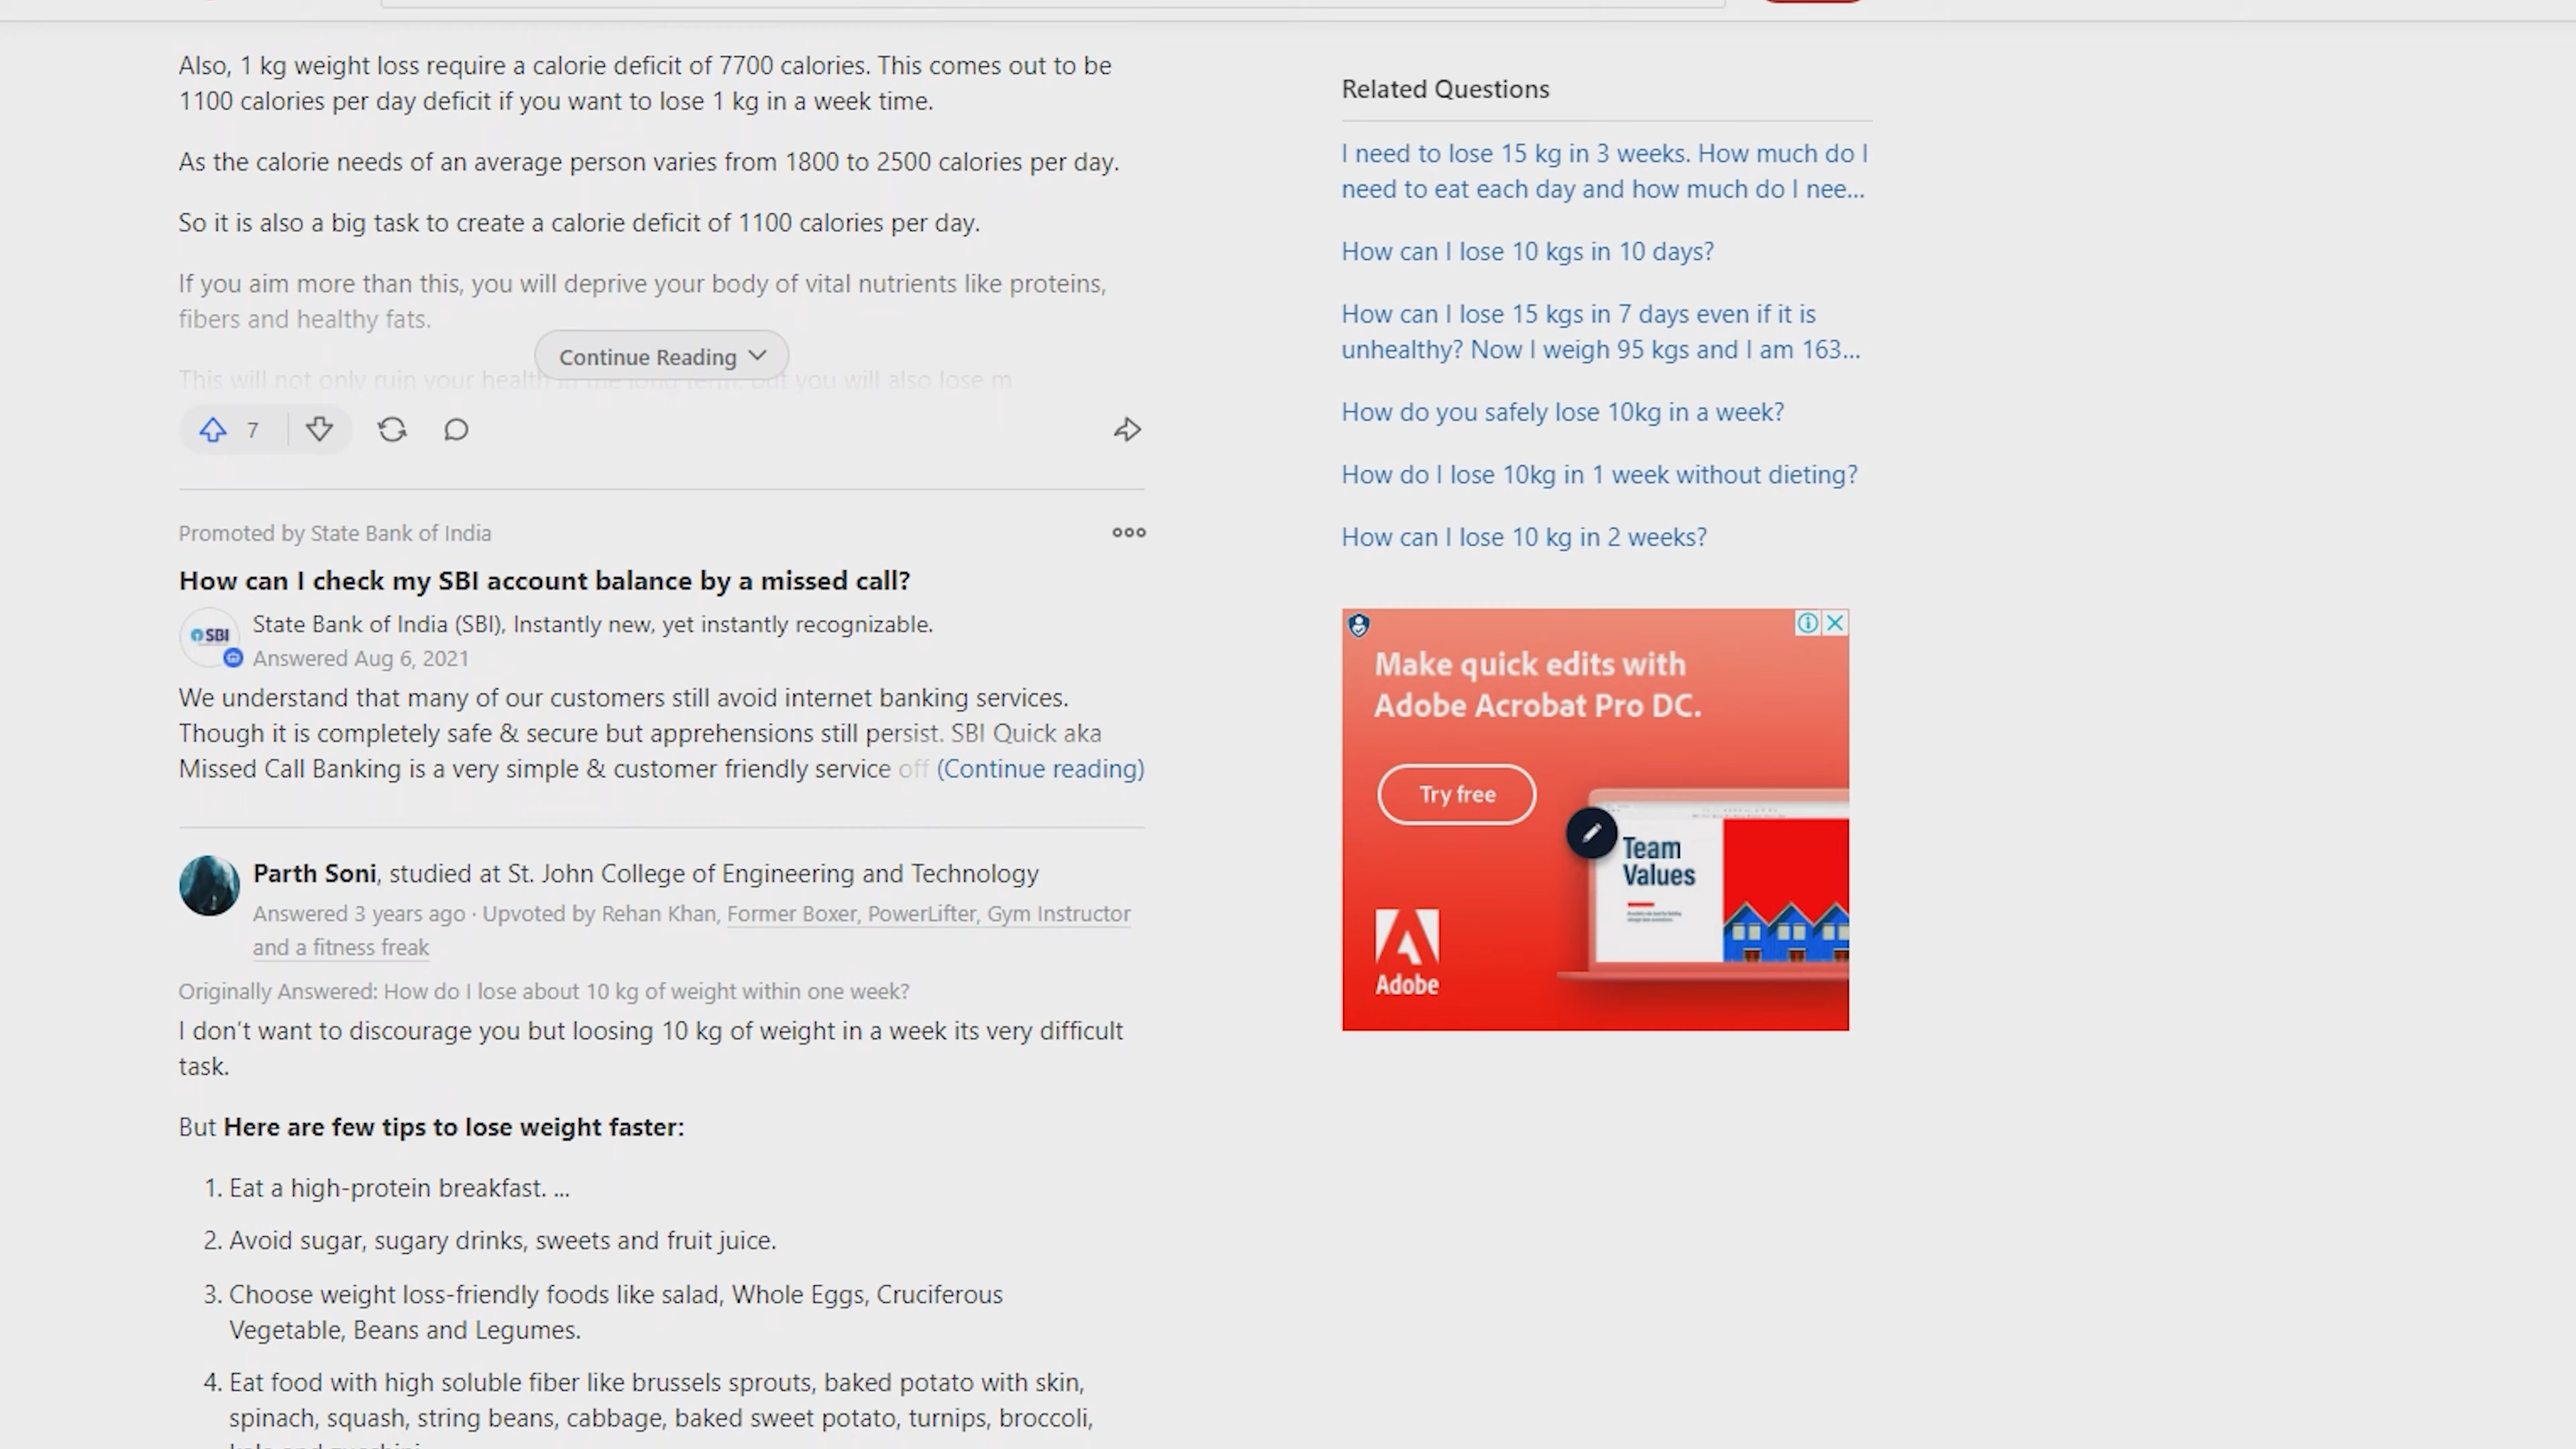 Also, 1 kg weight loss require a calorie deficit of 7700 calories. This comes out to be
1100 calories per day deficit if you want to lose 1 kg in a week time.
As the calorie needs of an average person varies from 1800 to 2500 calories per day.
So it is also a big task to create a calorie deficit of 1100 calories per day.
If you aim more than this, you will deprive your body of vital nutrients like proteins,
fibers and healthy fats.
Continue Reading
This will not only ruin your health in the long term, but you will also lose m
7
Promoted by State Bank of India
How can I check my SBI account balance by a missed call?
SBI
State Bank of India (SBI), Instantly new, yet instantly recognizable.
Answered Aug 6, 2021
We understand that many of our customers still avoid internet banking services.
Though it is completely safe & secure but apprehensions still persist. SBI Quick aka
Missed Call Banking is a very simple & customer friendly service off (Continue reading)
Parth Soni, studied at St. John College of Engineering and Technology
Answered 3 years ago · Upvoted by Rehan Khan, Former Boxer, PowerLifter, Gym Instructor
and a fitness freak
Originally Answered: How do I lose about 10 kg of weight within one week?
I don't want to discourage you but loosing 10 kg of weight in a week its very difficult
task.
But Here are few tips to lose weight faster:
1. Eat a high-protein breakfast. ...
2. Avoid sugar, sugary drinks, sweets and fruit juice.
3. Choose weight loss-friendly foods like salad, Whole Eggs, Cruciferous
Vegetable, Beans and Legumes.
4. Eat food with high soluble fiber like brussels sprouts, baked potato with skin,
spinach, squash, string beans, cabbage, baked sweet potato, turnips, broccoli,
Related Questions
I need to lose 15 kg in 3 weeks. How much do I
need to eat each day and how much do I nee...
How can I lose 10 kgs in 10 days?
How can I lose 15 kgs in 7 days even if it is
unhealthy? Now I weigh 95 kgs and I am 163...
How do you safely lose 10kg in a week?
How do I lose 10kg in 1 week without dieting?
How can I lose 10 kg in 2 weeks?
Make quick edits with
Adobe Acrobat Pro DC.
Try free
Team
Values
Adobe